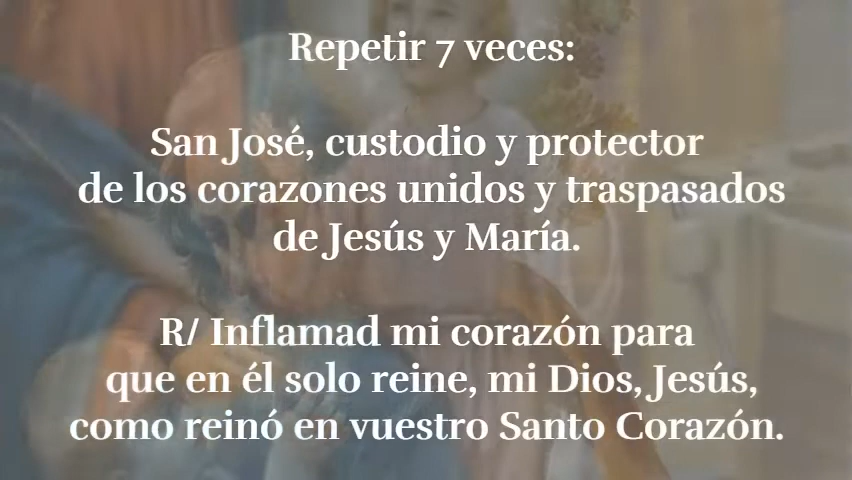 Repetir 7 veces:
San José, custodio y protector
de los corazones unidos y traspasados
de Jesús y María.
R/ Inflamad mi corazón para
que en él solo reine, mi Dios, Jesús,
como reinó en vuestro Santo Corazón.